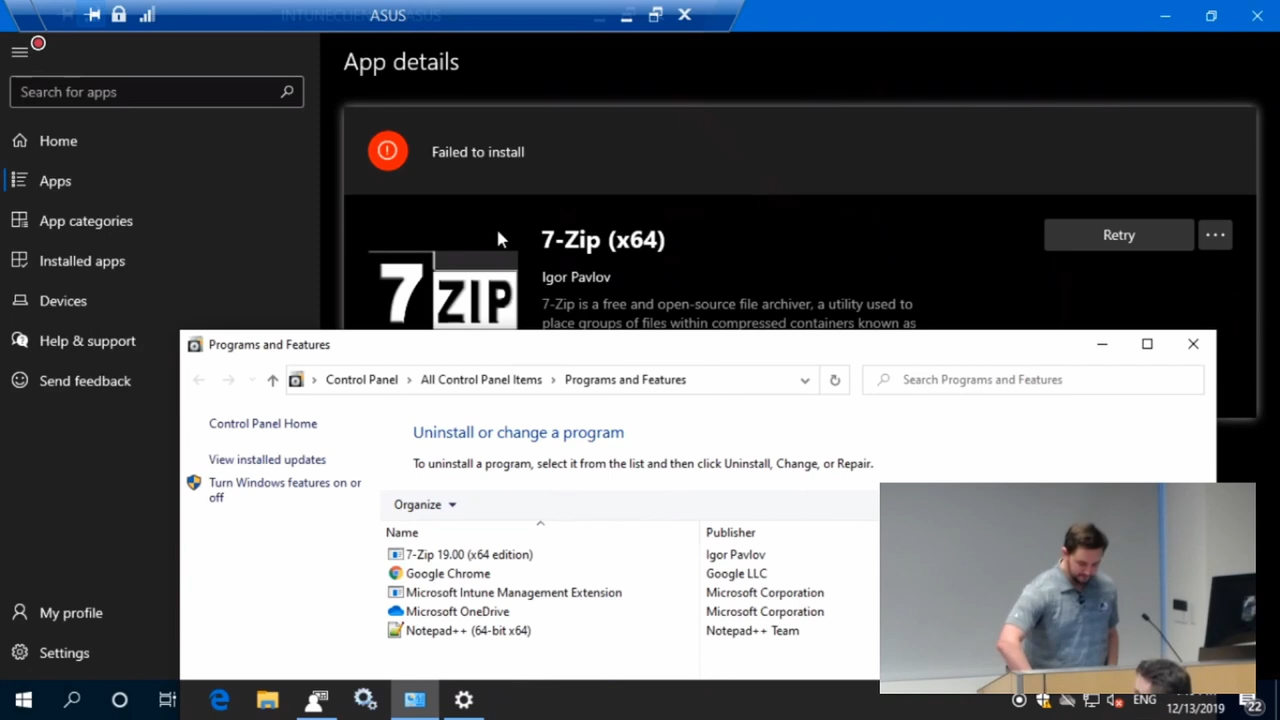 INTUNECLIEN
ASUS
Search for apps
Home
Apps
App categories
Installed apps
Devices
Help & support
Send feedback
My profile
Settings
App details
Failed to install
7-Zip (x64)
Retry
Igor Pavlov
7-Zip is a free and open-source file archiver, a utility used to
place groups of files within compressed containers known as
7 ZIP
Programs and Features
Control Panel > All Control Panel Items > Programs and Features
Search Programs and Features
Control Panel Home
View installed updates
Turn Windows features on or
off
Uninstall or change a program
To uninstall a program, select it from the list and then click Uninstall, Change, or Repair.
Organize
Name Publisher
7-Zip 19.00 (x64 edition) Igor Pavlov
Google Chrome Google LLC
Microsoft Intune Management Extension Microsoft Corporation
Microsoft OneDrive Microsoft Corporation
Notepad++ (64-bit x64) Notepad++ Team
ENG
12/13/2019
22